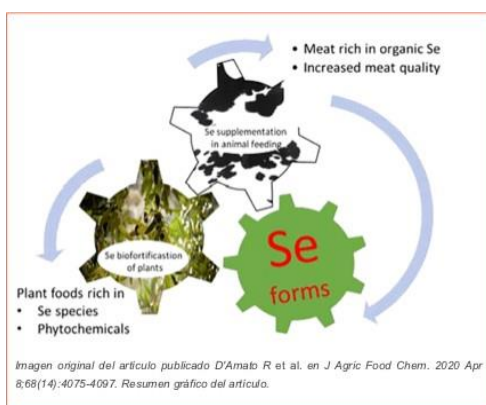 • Meat rich in organic Se
• Increased meat quality
Se supplementation
in animal feeding
Se biofortificastion
of plants
Se
forms
Plant foods rich in
• Se species
• Phytochemicals
Imagen original del artículo publicado D'Amato R et al. en J Agric Food Chem. 2020 Apr
8;68(14):4075-4097. Resumen gráfico del artículo.